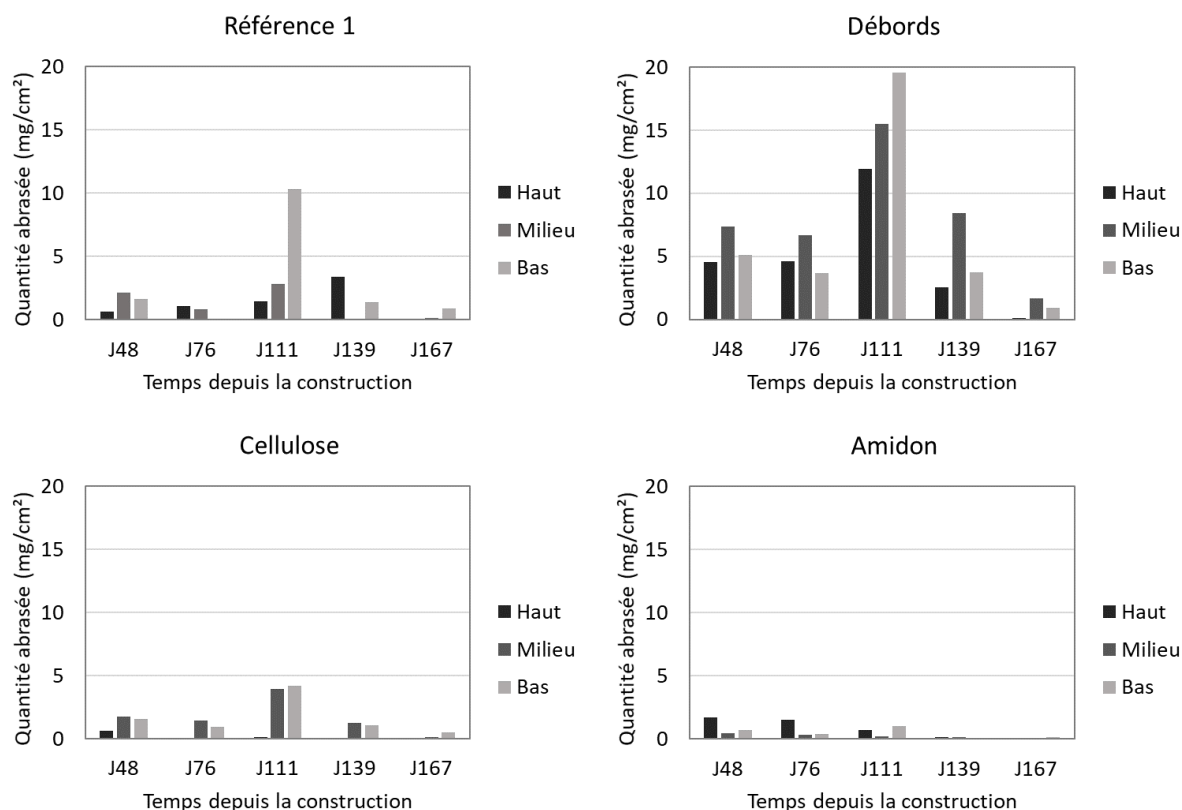 Référence 1
Quantité abrasée (mg/cm²)
20
15
10
5
0
J48 J76 J111 J139 J167
Temps depuis la construction
Haut
Milieu
Bas
Débords
Quantité abrasée (mg/cm²)
20
15
10
5
0
J48 J76 J111 J139 J167
Temps depuis la construction
Haut
Milieu
Bas
Cellulose
Quantité abrasée (mg/cm²)
20
15
10
5
0
J48 J76 J111 J139 J167
Temps depuis la construction
Haut
Milieu
Bas
Amidon
Quantité abrasée (mg/cm²)
20
15
10
5
0
J48 J76 J111 J139 J167
Temps depuis la construction
Haut
Milieu
Bas